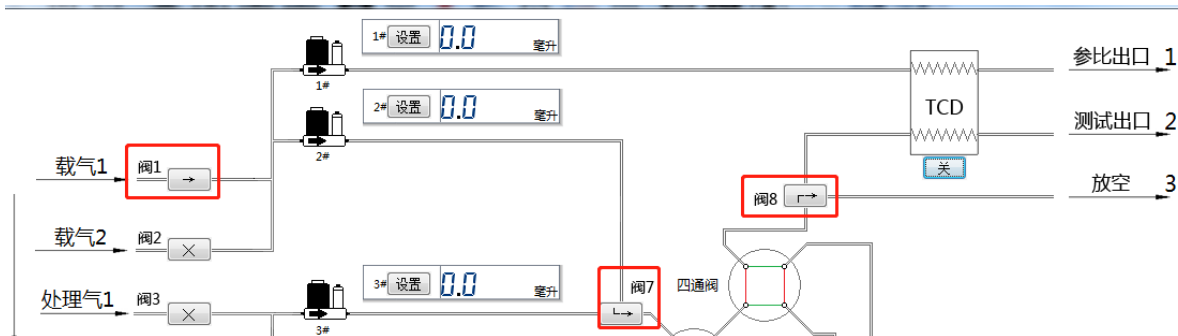 1# 设置 0.0 毫升
1#
参比出口 1
2# 设置 0.0 毫升
2#
TCD
测试出口 2
关
载气1 阀1 →
阀8
放空 3
载气2 阀2 ×
3# 设置 0.0 毫升
3#
阀7
四通阀
处理气1 阀3 ×